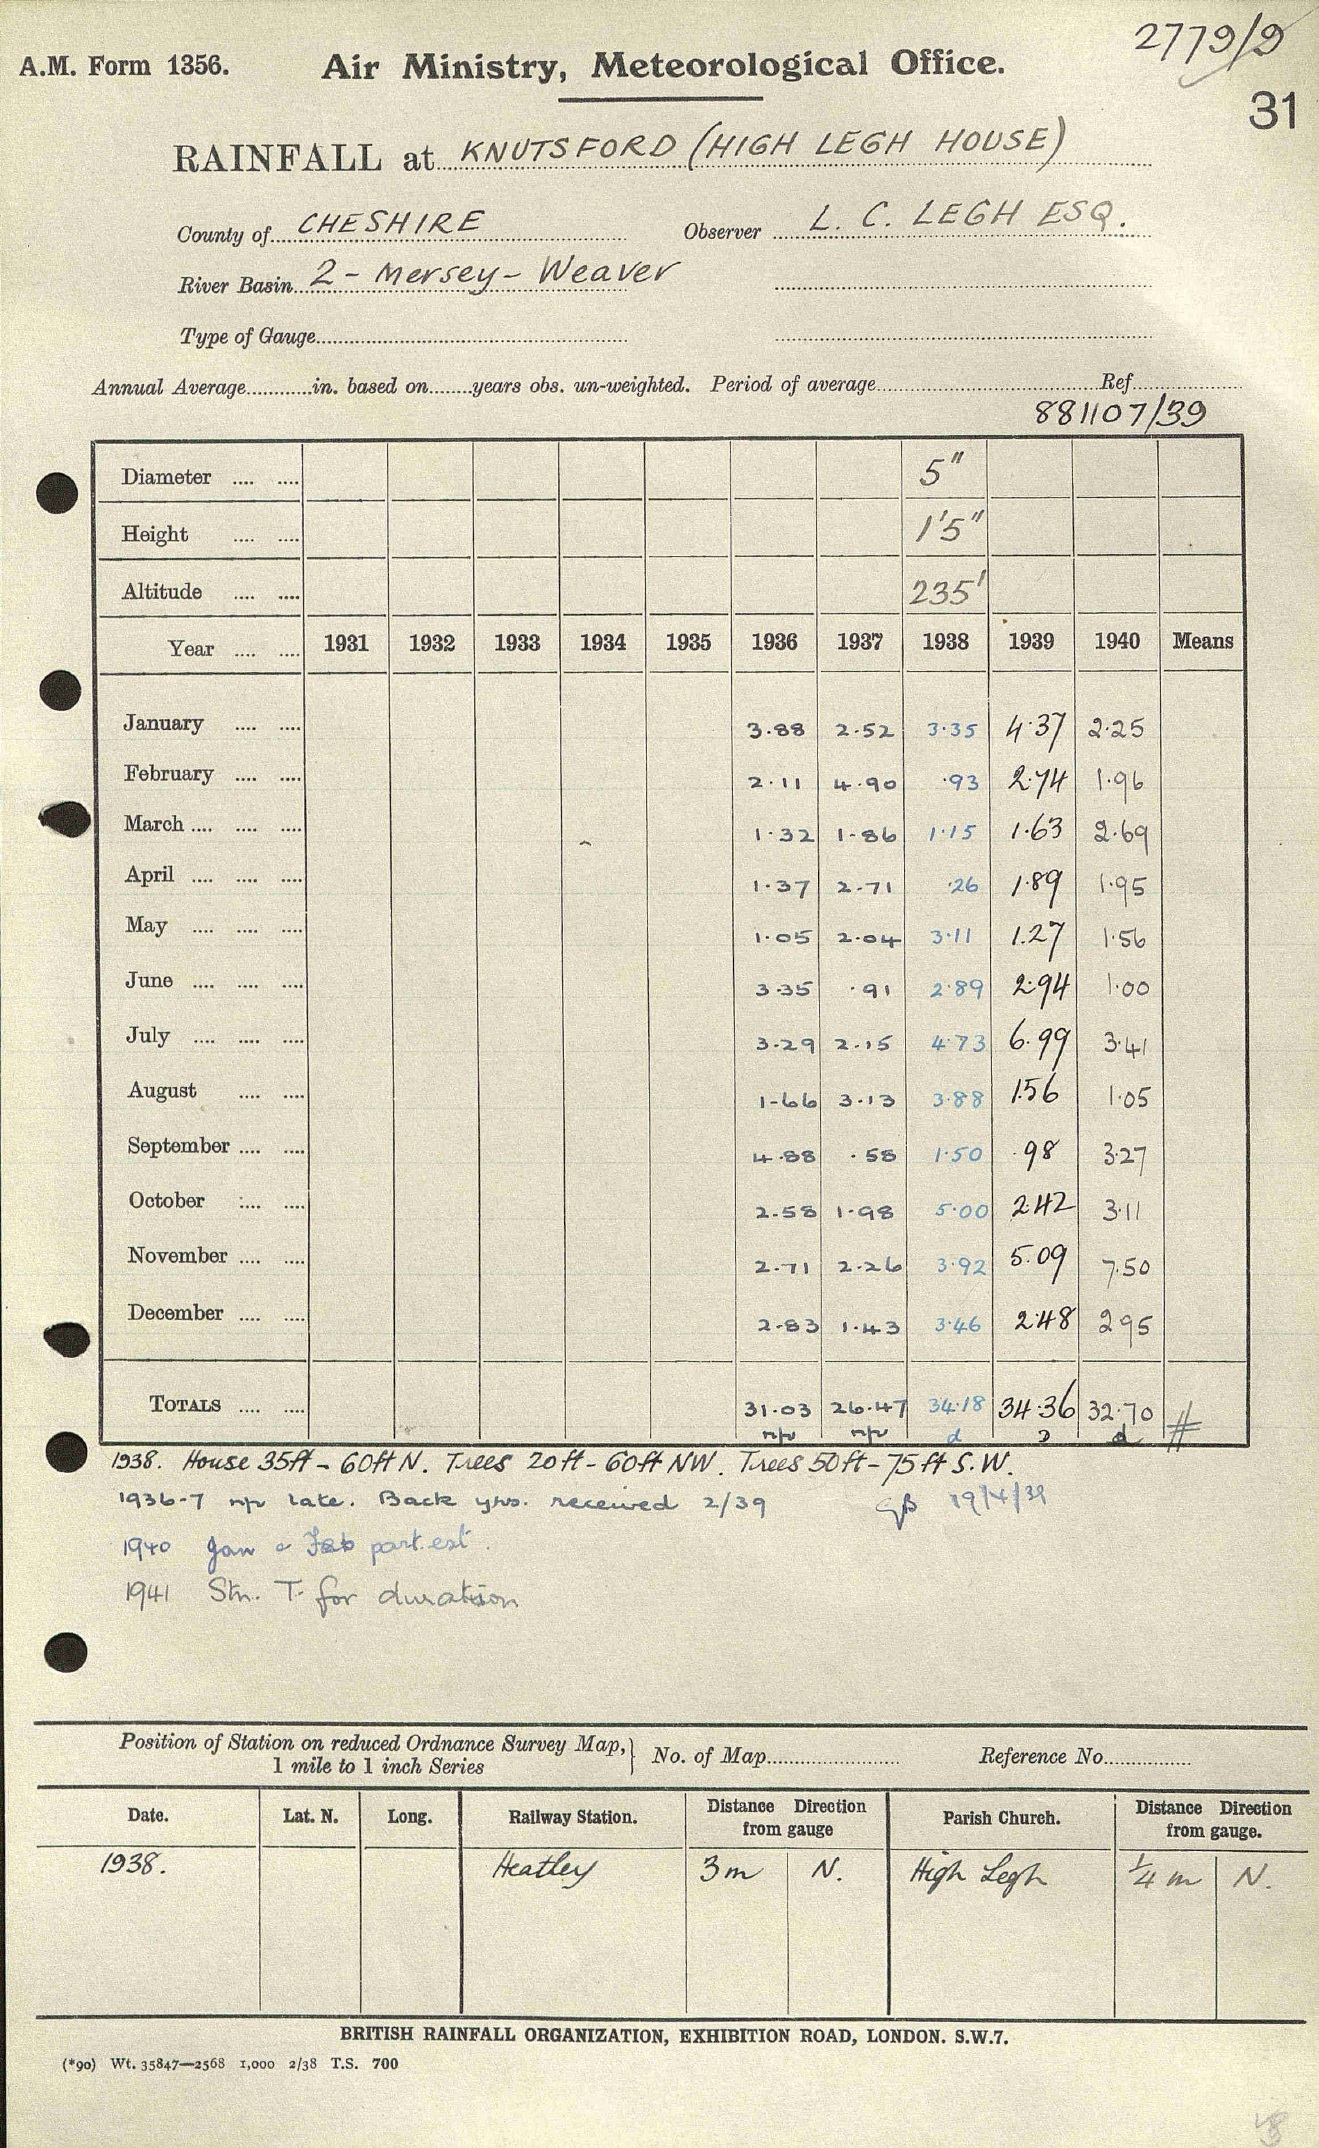 2779/9
A.M. Form 1356. Air Ministry, Meteorological Office.
31
RAINFALL at KNUTSFORD (HIGH LEGH HOUSE)
County of CHESHIRE Observer L. C. LEGH ESQ.
River Basin 2 - Mersey - Weaver
Type of Gauge
Annual Average in. based on years obs. un-weighted. Period of average Ref
881107/39
Diameter 5"
Height 1'5"
Altitude 235'
Year 1931 1932 1933 1934 1935 1936 1937 1938 1939 1940 Means
January 3.88 2.52 3.35 4.37 2.25
February 2.11 4.90 .93 2.74 1.96
March 1.32 1.86 1.15 1.63 2.69
April 1.37 2.71 .26 1.89 1.95
May 1.05 2.04 3.11 1.27 1.56
June 3.35 .91 2.89 2.94 1.00
July 3.29 2.15 4.73 6.99 3.41
August 1.66 3.13 3.88 1.56 1.05
September 4.88 .58 1.50 .98 3.27
October 2.58 1.98 5.00 2.42 3.11
November 2.71 2.26 3.92 5.09 7.50
December 2.83 1.43 3.46 2.48 2.95
TOTALS 31.03 26.47 34.18 34.36 32.70 #
np np d D d
1938. House 35ft - 60ft N. Trees 20ft - 60ft NW. Trees 50ft - 75ft S.W.
1936-7 np late. Back yrs. received 2/39 GB 19/4/39
1940 Jan & Feb part. est.
1941 Stn. T. for duration
Position of Station on reduced Ordnance Survey Map,
1 mile to 1 inch Series No. of Map Reference No.
Date. Lat. N. Long. Railway Station. Distance Direction from gauge Parish Church. Distance Direction from gauge.
1938. Heatley 3m N. High Legh 1/4 m N.
BRITISH RAINFALL ORGANIZATION, EXHIBITION ROAD, LONDON. S.W.7.
(*90) Wt. 35847—2568 1,000 2/38 T.S. 700